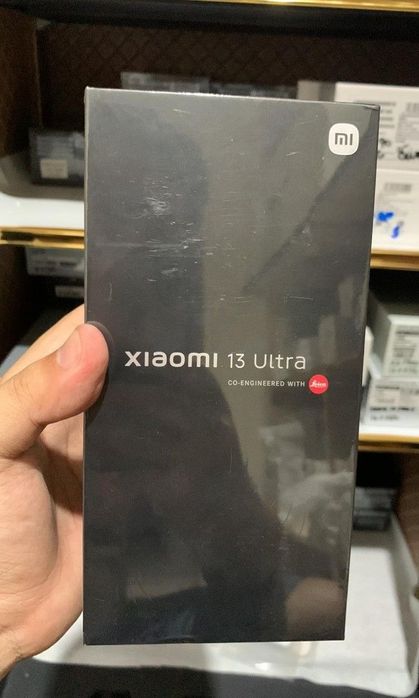 mi
xiaomi 13 Ultra
CO-ENGINEERED WITH Leica